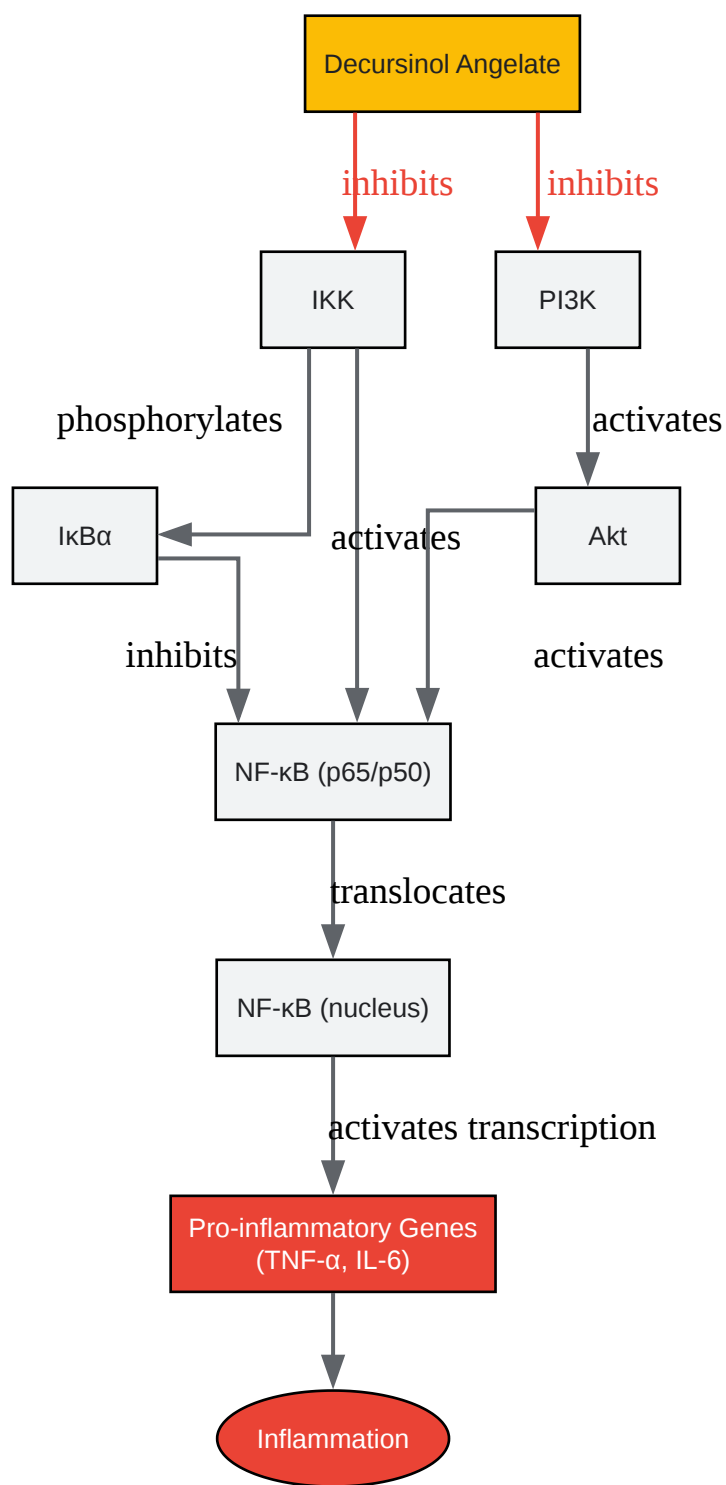 Decursinol Angelate
inhibits
inhibits
IKK
PI3K
phosphorylates
activates
IκBα
activates
Akt
inhibits
activates
NF-κB (p65/p50)
translocates
NF-κB (nucleus)
activates transcription
Pro-inflammatory Genes
(TNF-α, IL-6)
Inflammation